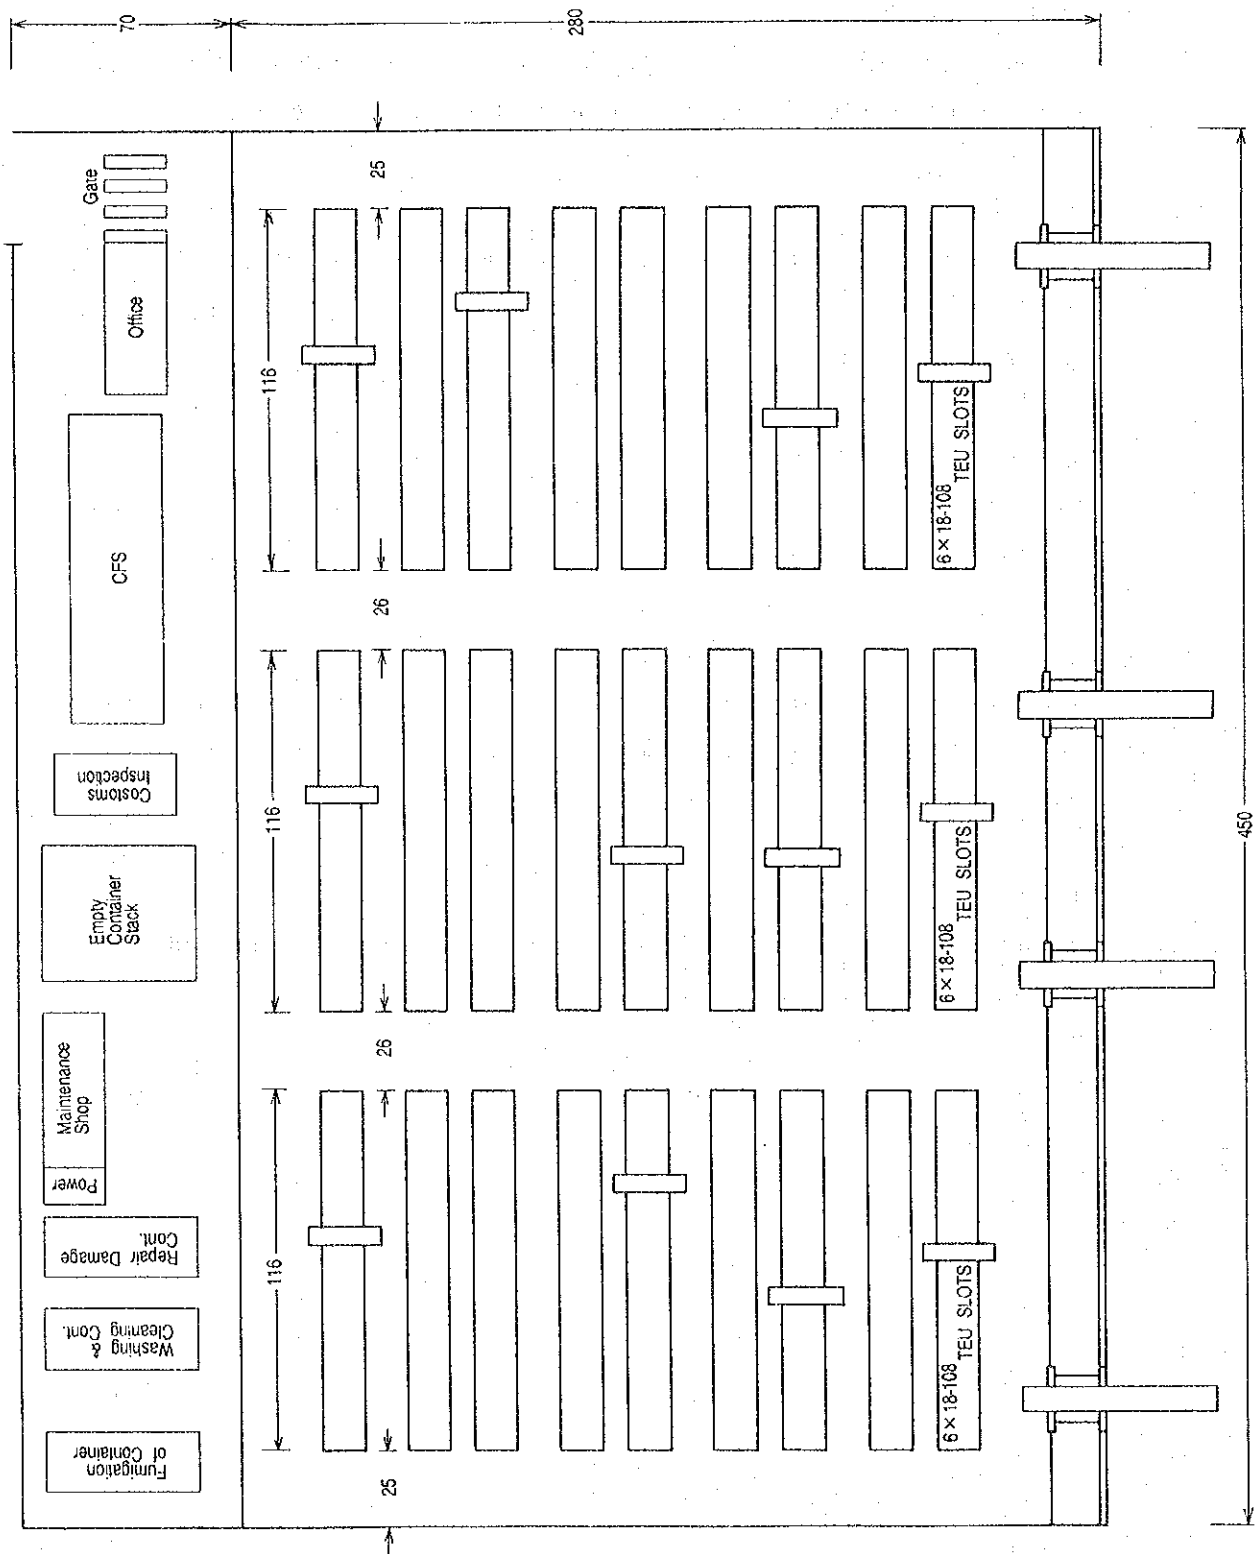 70
280
Gate
Office
CFS
Costoms
Inspection
Empty
Container
Stack
Maintenance
Shop
Power
Repair Damage
Cont.
Washing &
Cleaning Cont.
Fumigation
of Container
25
116
26
116
26
116
25
6×18-108
TEU SLOTS
6×18-108
TEU SLOTS
6×18-108
TEU SLOTS
450